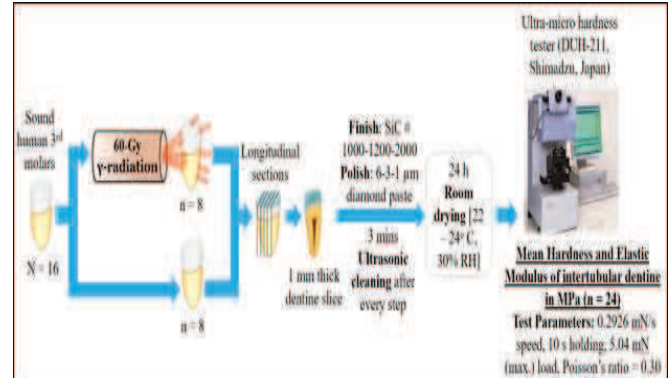 Sound
human 3rd
molars
N = 16
60-Gy
γ-radiation
n = 8
n = 8
Longitudinal
sections
1 mm thick
dentine slice
Finish: SiC #
1000-1200-2000
Polish: 6-3-1 µm
diamond paste
3 mins
Ultrasonic
cleaning after
every step
24 h
Room
drying [22
– 24° C,
30% RH]
Ultra-micro hardness
tester (DUH-211,
Shimadzu, Japan)
Mean Hardness and Elastic
Modulus of intertubular dentine
in MPa (n = 24)
Test Parameters: 0.2926 mN/s
speed, 10 s holding, 5.04 mN
(max.) load, Poisson's ratio = 0.30